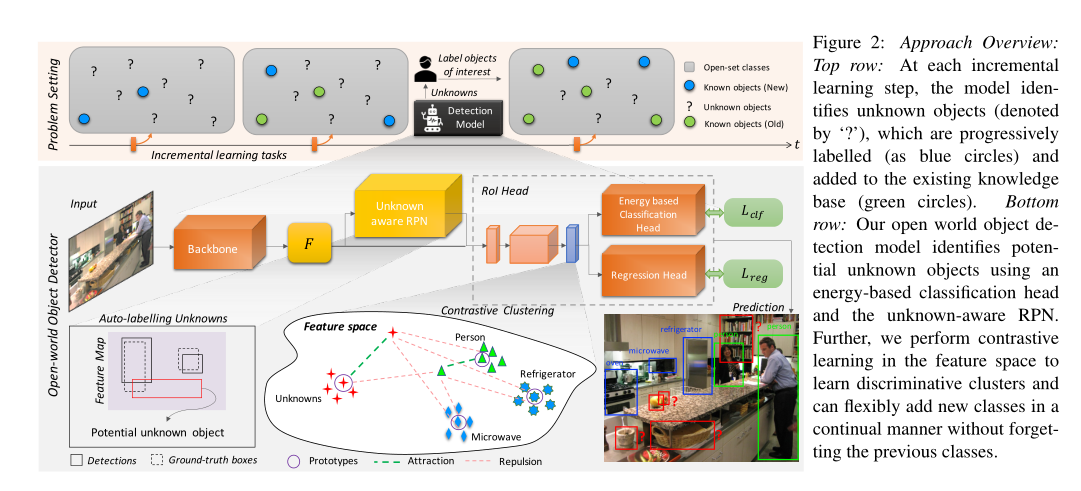 Problem Setting
Label objects
of interest
Unknowns
Detection
Model
Open-set classes
Known objects (New)
? Unknown objects
Known objects (Old)
Incremental learning tasks
t
Open-world Object Detector
Input
Backbone
F
Unknown
aware RPN
RoI Head
Energy based
Classification
Head
Regression Head
L_clf
L_reg
Prediction
Auto-labelling Unknowns
Feature Map
Potential unknown object
Detections
Ground-truth boxes
Contrastive Clustering
Feature space
Person
Refrigerator
Unknowns
Microwave
Prototypes
Attraction
Repulsion
refrigerator
microwave
oven
person
?
?
Figure 2: Approach Overview:
Top row: At each incremental
learning step, the model iden-
tifies unknown objects (denoted
by ‘?’), which are progressively
labelled (as blue circles) and
added to the existing knowledge
base (green circles). Bottom
row: Our open world object de-
tection model identifies poten-
tial unknown objects using an
energy-based classification head
and the unknown-aware RPN.
Further, we perform contrastive
learning in the feature space to
learn discriminative clusters and
can flexibly add new classes in a
continual manner without forget-
ting the previous classes.